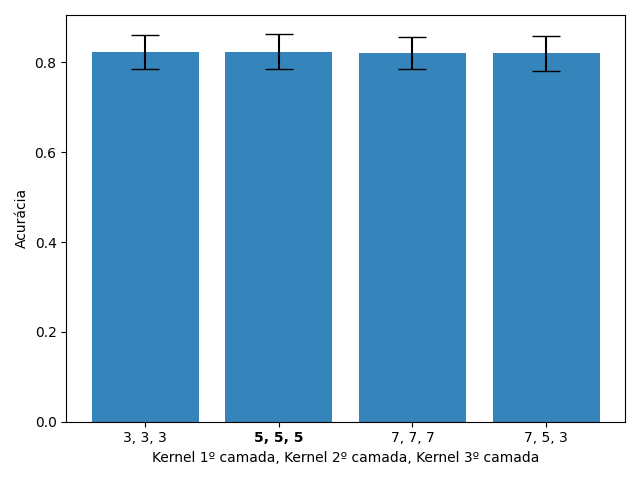 Acurácia
0.8
0.6
0.4
0.2
0.0
3, 3, 3
5, 5, 5
7, 7, 7
7, 5, 3
Kernel 1º camada, Kernel 2º camada, Kernel 3º camada